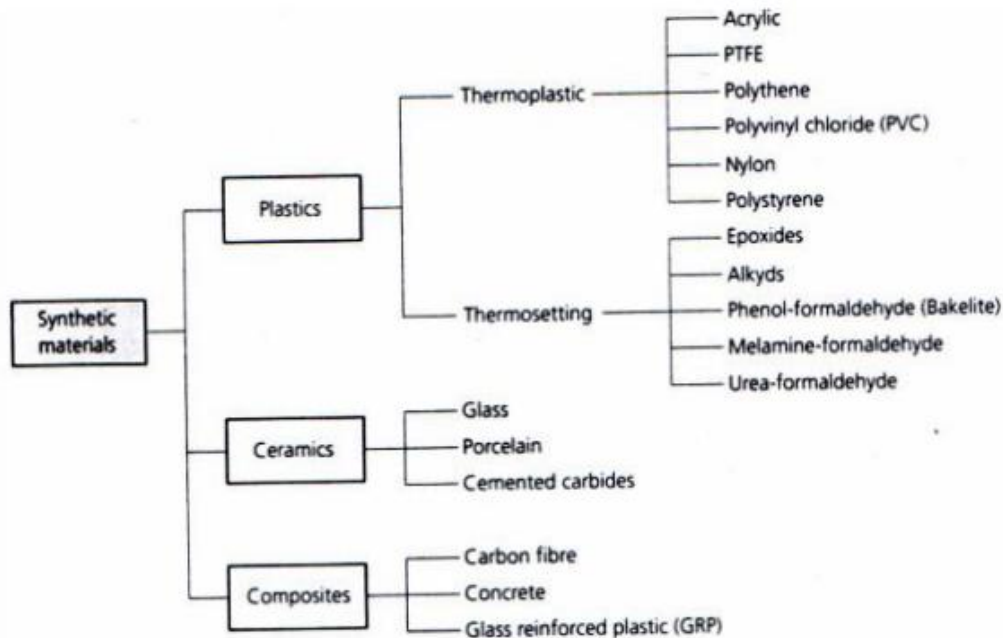 Synthetic
materials
Plastics
Thermoplastic
Acrylic
PTFE
Polythene
Polyvinyl chloride (PVC)
Nylon
Polystyrene
Thermosetting
Epoxides
Alkyds
Phenol-formaldehyde (Bakelite)
Melamine-formaldehyde
Urea-formaldehyde
Ceramics
Glass
Porcelain
Cemented carbides
Composites
Carbon fibre
Concrete
Glass reinforced plastic (GRP)